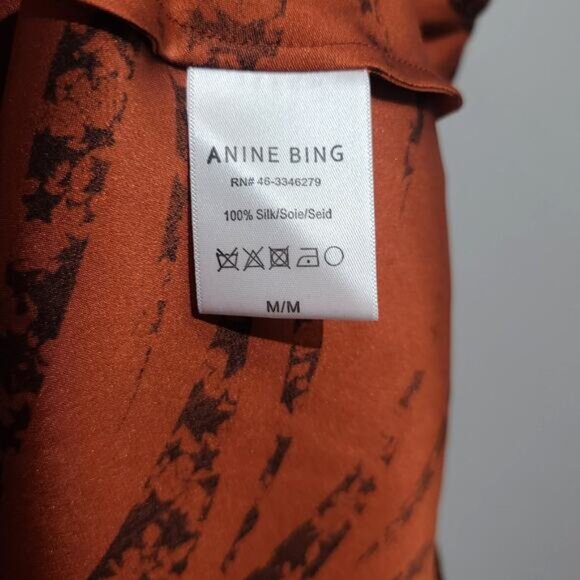 ANINE BING
RN# 46-3346279
100% Silk/Soie/Seid
M/M